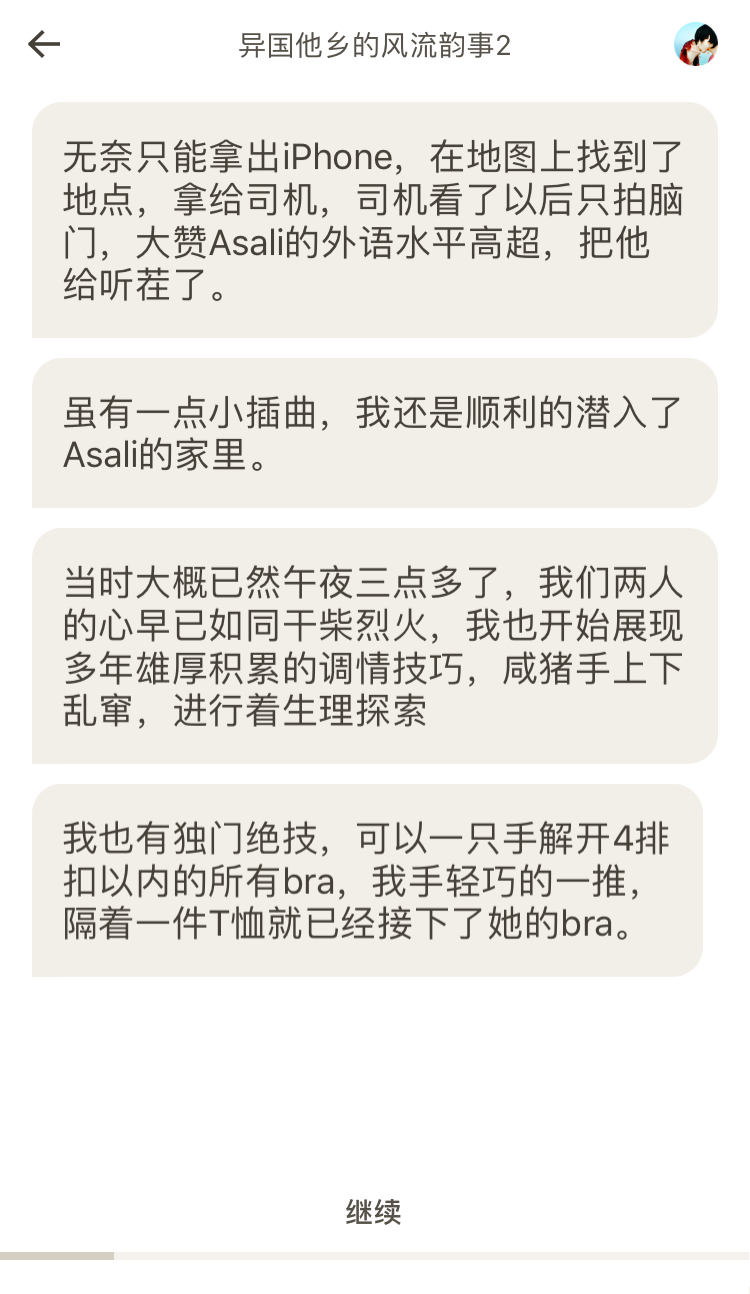 异国他乡的风流韵事2
无奈只能拿出iPhone，在地图上找到了
地点，拿给司机，司机看了以后只拍脑
门，大赞Asali的外语水平高超，把他
给听茬了。
虽有一点小插曲，我还是顺利的潜入了
Asali的家里。
当时大概已然午夜三点多了，我们两人
的心早已如同干柴烈火，我也开始展现
多年雄厚积累的调情技巧，咸猪手上下
乱窜，进行着生理探索
我也有独门绝技，可以一只手解开4排
扣以内的所有bra，我手轻巧的一推，
隔着一件T恤就已经接下了她的bra。
继续